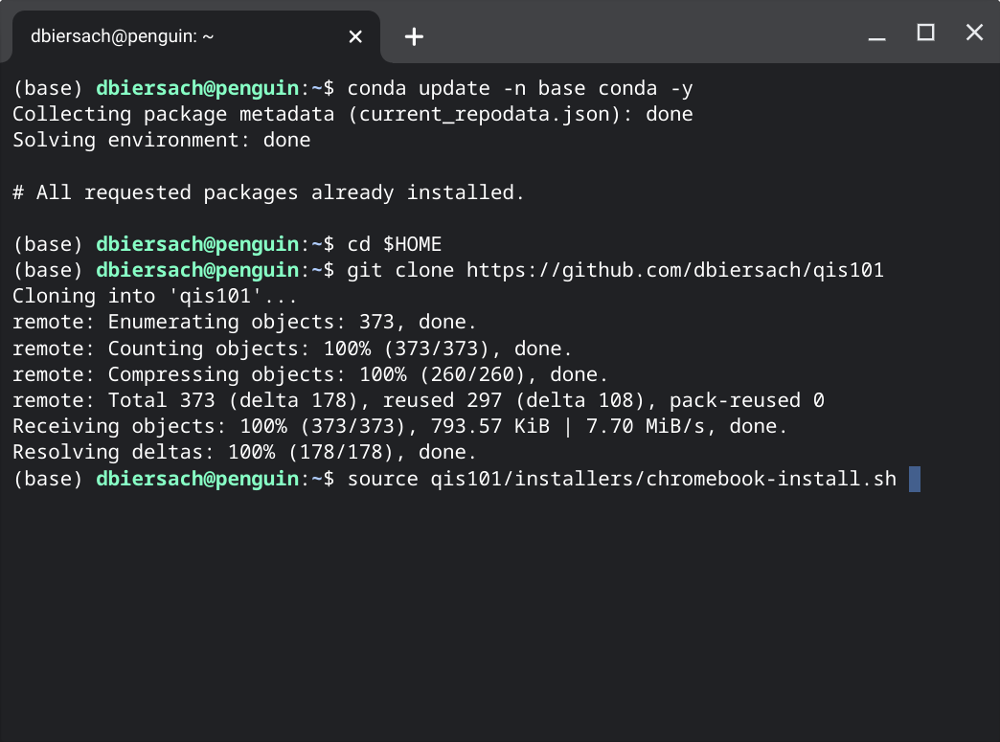 dbiersach@penguin: ~
(base) dbiersach@penguin:~$ conda update -n base conda -y
Collecting package metadata (current_repodata.json): done
Solving environment: done
# All requested packages already installed.
(base) dbiersach@penguin:~$ cd $HOME
(base) dbiersach@penguin:~$ git clone https://github.com/dbiersach/qis101
Cloning into 'qis101'...
remote: Enumerating objects: 373, done.
remote: Counting objects: 100% (373/373), done.
remote: Compressing objects: 100% (260/260), done.
remote: Total 373 (delta 178), reused 297 (delta 108), pack-reused 0
Receiving objects: 100% (373/373), 793.57 KiB | 7.70 MiB/s, done.
Resolving deltas: 100% (178/178), done.
(base) dbiersach@penguin:~$ source qis101/installers/chromebook-install.sh